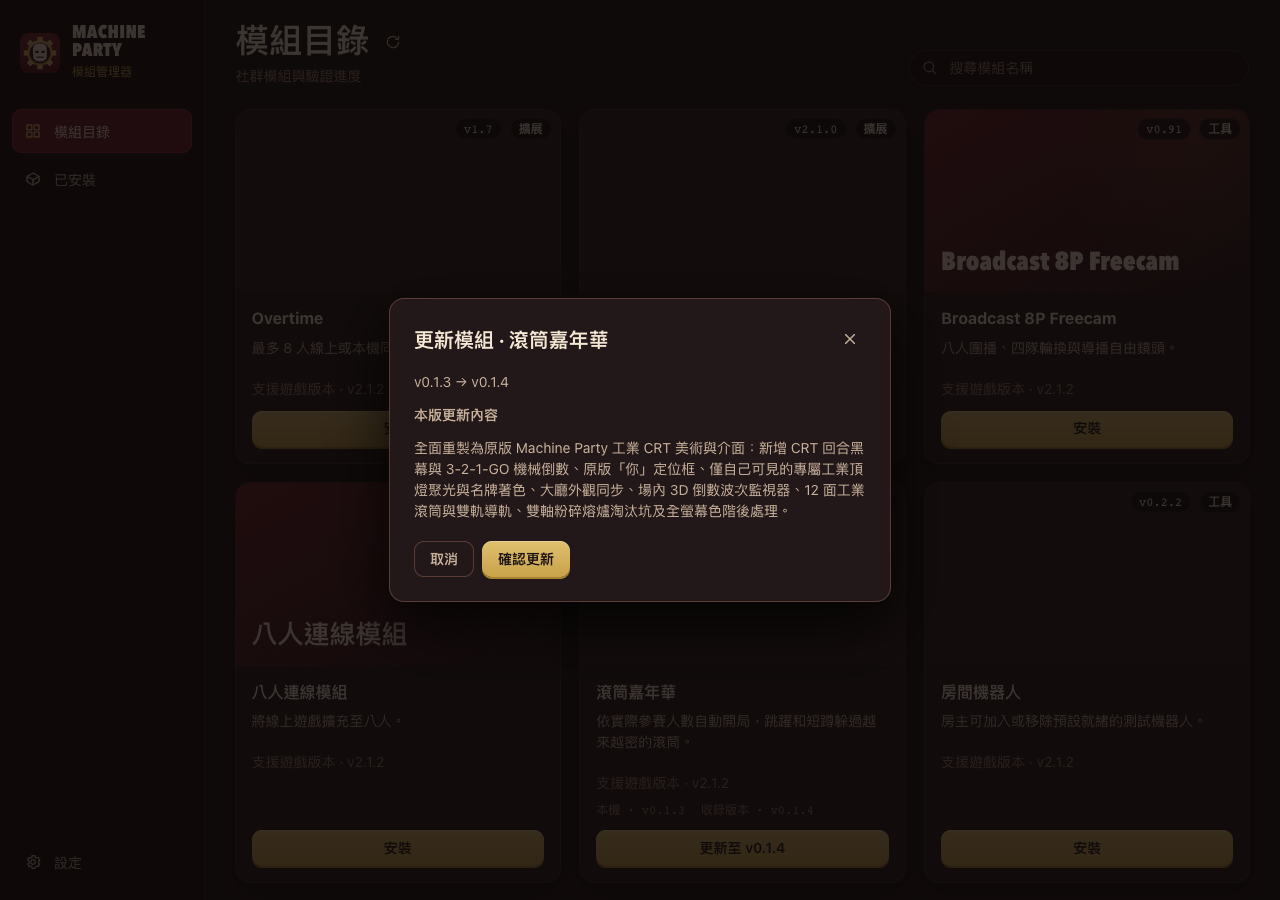 MACHINE
PARTY
模組管理器
模組目錄
已安裝
設定
模組目錄
社群模組與驗證進度
搜尋模組名稱
v1.7 擴展
Overtime
最多 8 人線上或本機同
支援遊戲版本 · v2.1.2
v2.1.0 擴展
v0.91 工具
Broadcast 8P Freecam
Broadcast 8P Freecam
八人團播、四隊輪換與導播自由鏡頭。
支援遊戲版本 · v2.1.2
安裝
更新模組 · 滾筒嘉年華
v0.1.3 → v0.1.4
本版更新內容
全面重製為原版 Machine Party 工業 CRT 美術與介面：新增 CRT 回合黑
幕與 3-2-1-GO 機械倒數、原版「你」定位框、僅自己可見的專屬工業頂
燈聚光與名牌著色、大廳外觀同步、場內 3D 倒數波次監視器、12 面工業
滾筒與雙軌導軌、雙軸粉碎熔爐淘汰坑及全螢幕色階後處理。
取消
確認更新
八人連線模組
八人連線模組
將線上遊戲擴充至八人。
支援遊戲版本 · v2.1.2
安裝
滾筒嘉年華
依實際參賽人數自動開局，跳躍和短蹲躲過越
來越密的滾筒。
支援遊戲版本 · v2.1.2
本機 · v0.1.3 收錄版本 · v0.1.4
更新至 v0.1.4
v0.2.2 工具
房間機器人
房主可加入或移除預設就緒的測試機器人。
支援遊戲版本 · v2.1.2
安裝